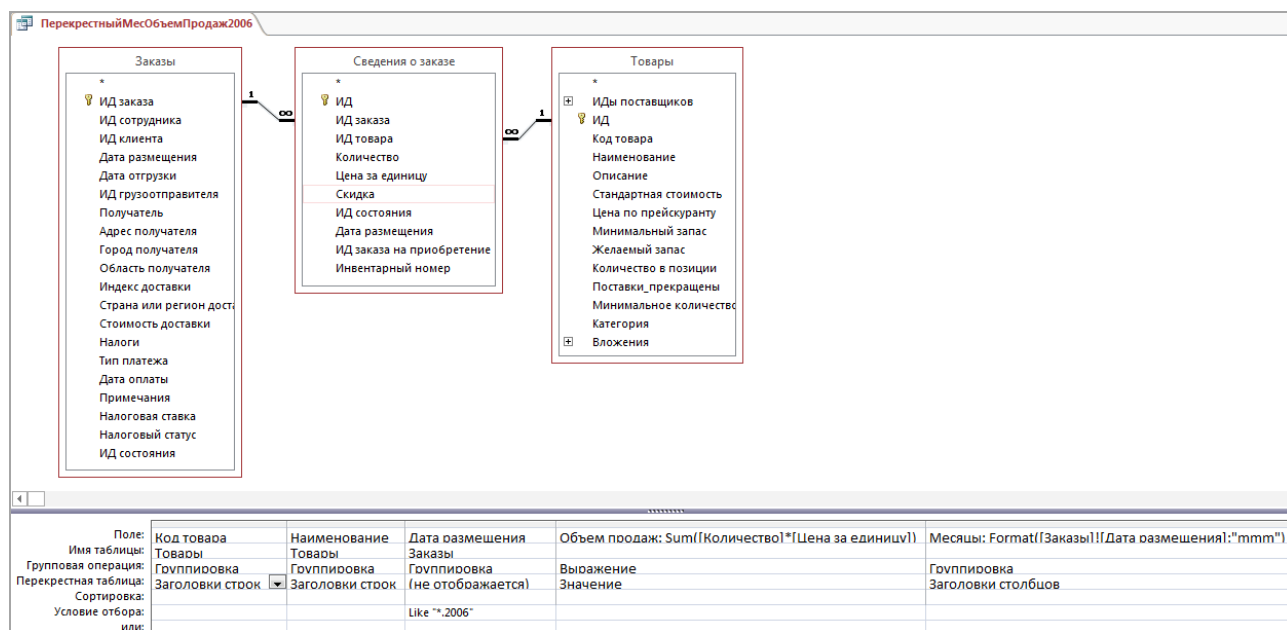 ПерекрестныйМесОбъемПродаж2006
Заказы
*
ИД заказа
ИД сотрудника
ИД клиента
Дата размещения
Дата отгрузки
ИД грузоотправителя
Получатель
Адрес получателя
Город получателя
Область получателя
Индекс доставки
Страна или регион доста
Стоимость доставки
Налоги
Тип платежа
Дата оплаты
Примечания
Налоговая ставка
Налоговый статус
ИД состояния
1
∞
Сведения о заказе
*
ИД
ИД заказа
ИД товара
Количество
Цена за единицу
Скидка
ИД состояния
Дата размещения
ИД заказа на приобретение
Инвентарный номер
∞
1
Товары
*
ИДы поставщиков
ИД
Код товара
Наименование
Описание
Стандартная стоимость
Цена по прейскуранту
Минимальный запас
Желаемый запас
Количество в позиции
Поставки_прекращены
Минимальное количество
Категория
Вложения
Поле: Код товара Наименование Дата размещения Объем продаж: Sum([Количество]*[Цена за единицу]) Месяцы: Format([Заказы]![Дата размещения];"mmm")
Имя таблицы: Товары Товары Заказы
Групповая операция: Группировка Группировка Группировка Выражение Группировка
Перекрестная таблица: Заголовки строк Заголовки строк (не отображается) Значение Заголовки столбцов
Сортировка:
Условие отбора: Like "*.2006"
или: